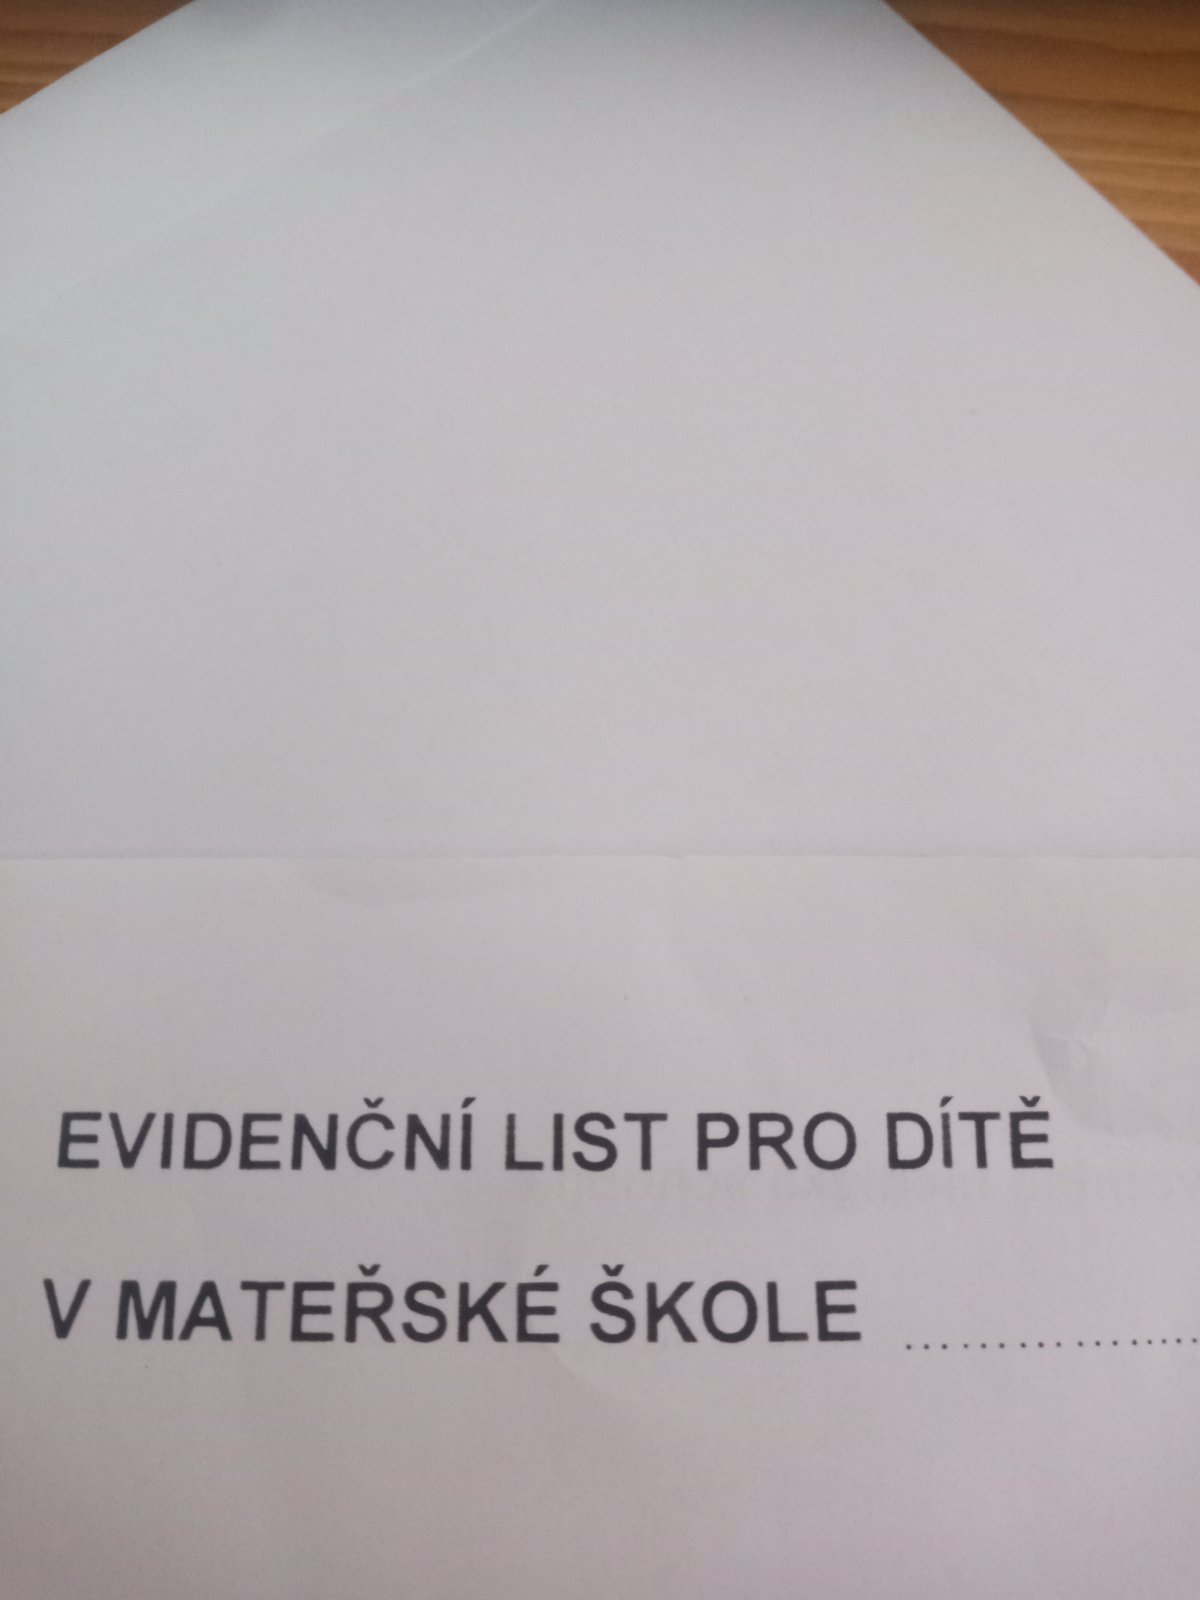 EVIDENČNÍ LIST PRO DÍTĚ
V MATEŘSKÉ ŠKOLE ................